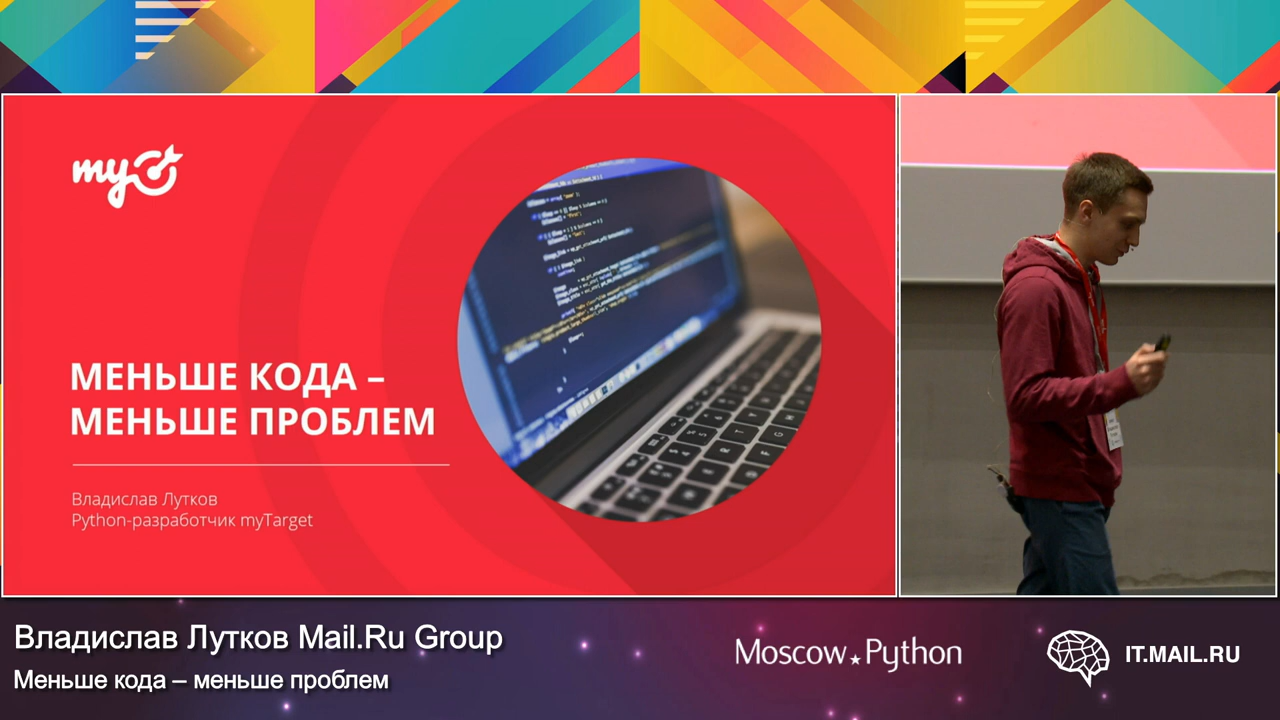 my
МЕНЬШЕ КОДА –
МЕНЬШЕ ПРОБЛЕМ
Владислав Лутков
Python-разработчик myTarget
Владислав Лутков Mail.Ru Group
Меньше кода – меньше проблем
Moscow Python
IT.MAIL.RU